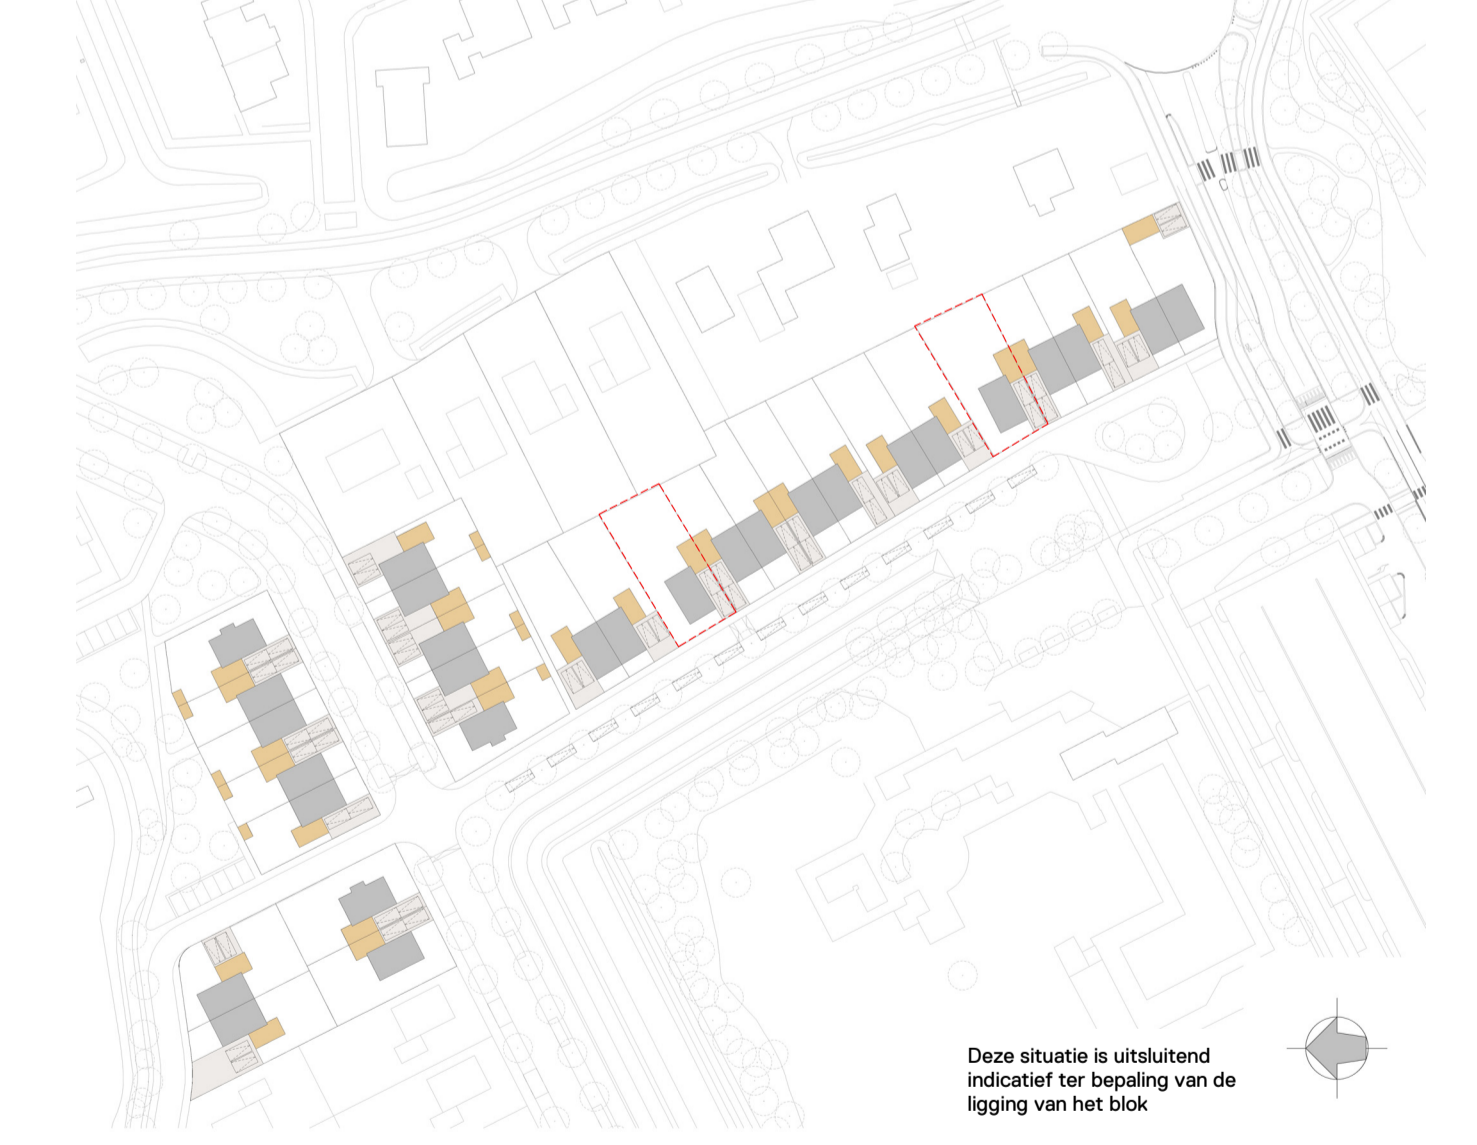 Deze situatie is uitsluitend
indicatief ter bepaling van de
ligging van het blok